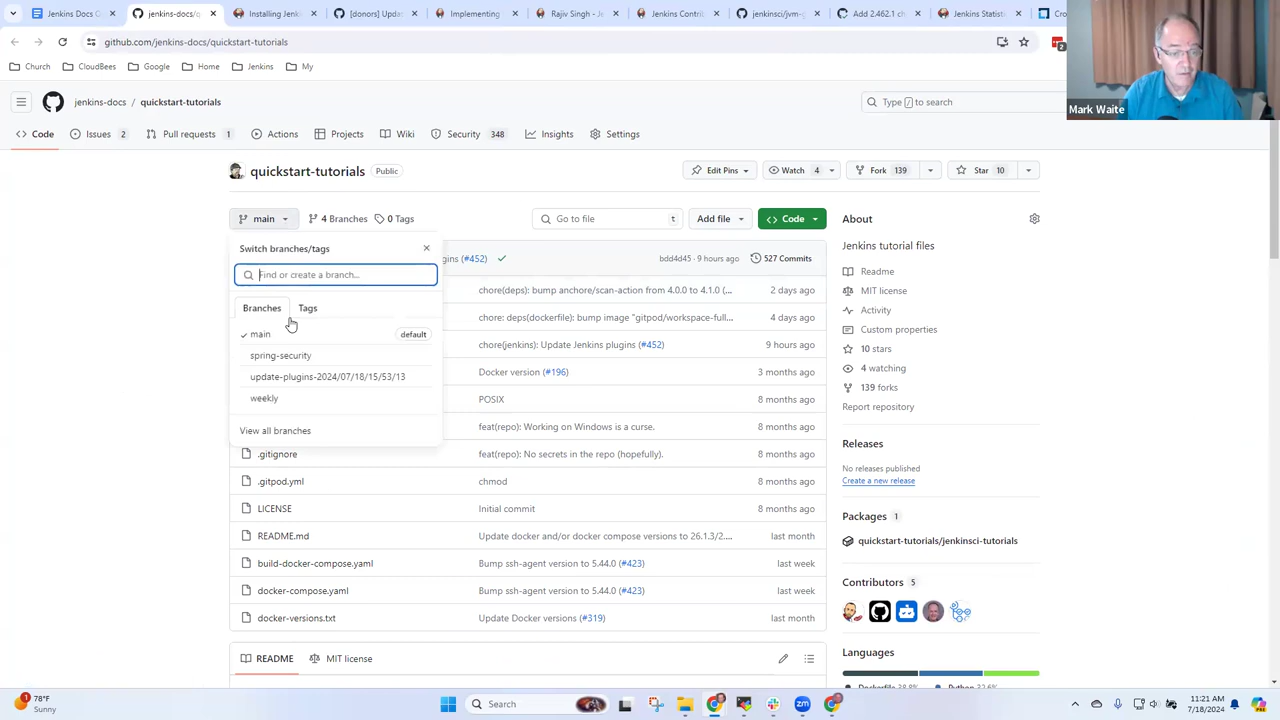 Jenkins Docs G
jenkins-docs/q
Installing Jenk
[donors] Upda
Implementing
Rajiv Singh - Je
Jenkins Contri
jenkinsci/jvm-
Add 2.462.1 ch
Jenkins Statisti
Cro
github.com/jenkins-docs/quickstart-tutorials
2
Church
CloudBees
Google
Home
Jenkins
My
Mark Waite
jenkins-docs / quickstart-tutorials
Type / to search
Code
Issues 2
Pull requests 1
Actions
Projects
Wiki
Security 348
Insights
Settings
quickstart-tutorials
Public
Edit Pins
Watch 4
Fork 139
Star 10
main
4 Branches
0 Tags
Go to file
t
Add file
<> Code
About
Jenkins tutorial files
Switch branches/tags
Find or create a branch...
Branches
Tags
main
default
spring-security
update-plugins-2024/07/18/15/53/13
weekly
View all branches
gins (#452)
bdd4d45 · 9 hours ago
527 Commits
chore(deps): bump anchore/scan-action from 4.0.0 to 4.1.0 (...
2 days ago
chore: deps(dockerfile): bump image "gitpod/workspace-full...
4 days ago
chore(jenkins): Update Jenkins plugins (#452)
9 hours ago
Docker version (#196)
3 months ago
POSIX
8 months ago
feat(repo): Working on Windows is a curse.
8 months ago
.gitignore
feat(repo): No secrets in the repo (hopefully).
8 months ago
.gitpod.yml
chmod
8 months ago
LICENSE
Initial commit
8 months ago
README.md
Update docker and/or docker compose versions to 26.1.3/2....
last month
build-docker-compose.yaml
Bump ssh-agent version to 5.44.0 (#423)
last week
docker-compose.yaml
Bump ssh-agent version to 5.44.0 (#423)
last week
docker-versions.txt
Update Docker versions (#319)
last month
README
MIT license
Readme
MIT license
Activity
Custom properties
10 stars
4 watching
139 forks
Report repository
Releases
No releases published
Create a new release
Packages 1
quickstart-tutorials/jenkinsci-tutorials
Contributors 5
Languages
Dockerfile 38.8%
Python 32.6%
1
78°F
Sunny
Search
zm
11:21 AM
7/18/2024